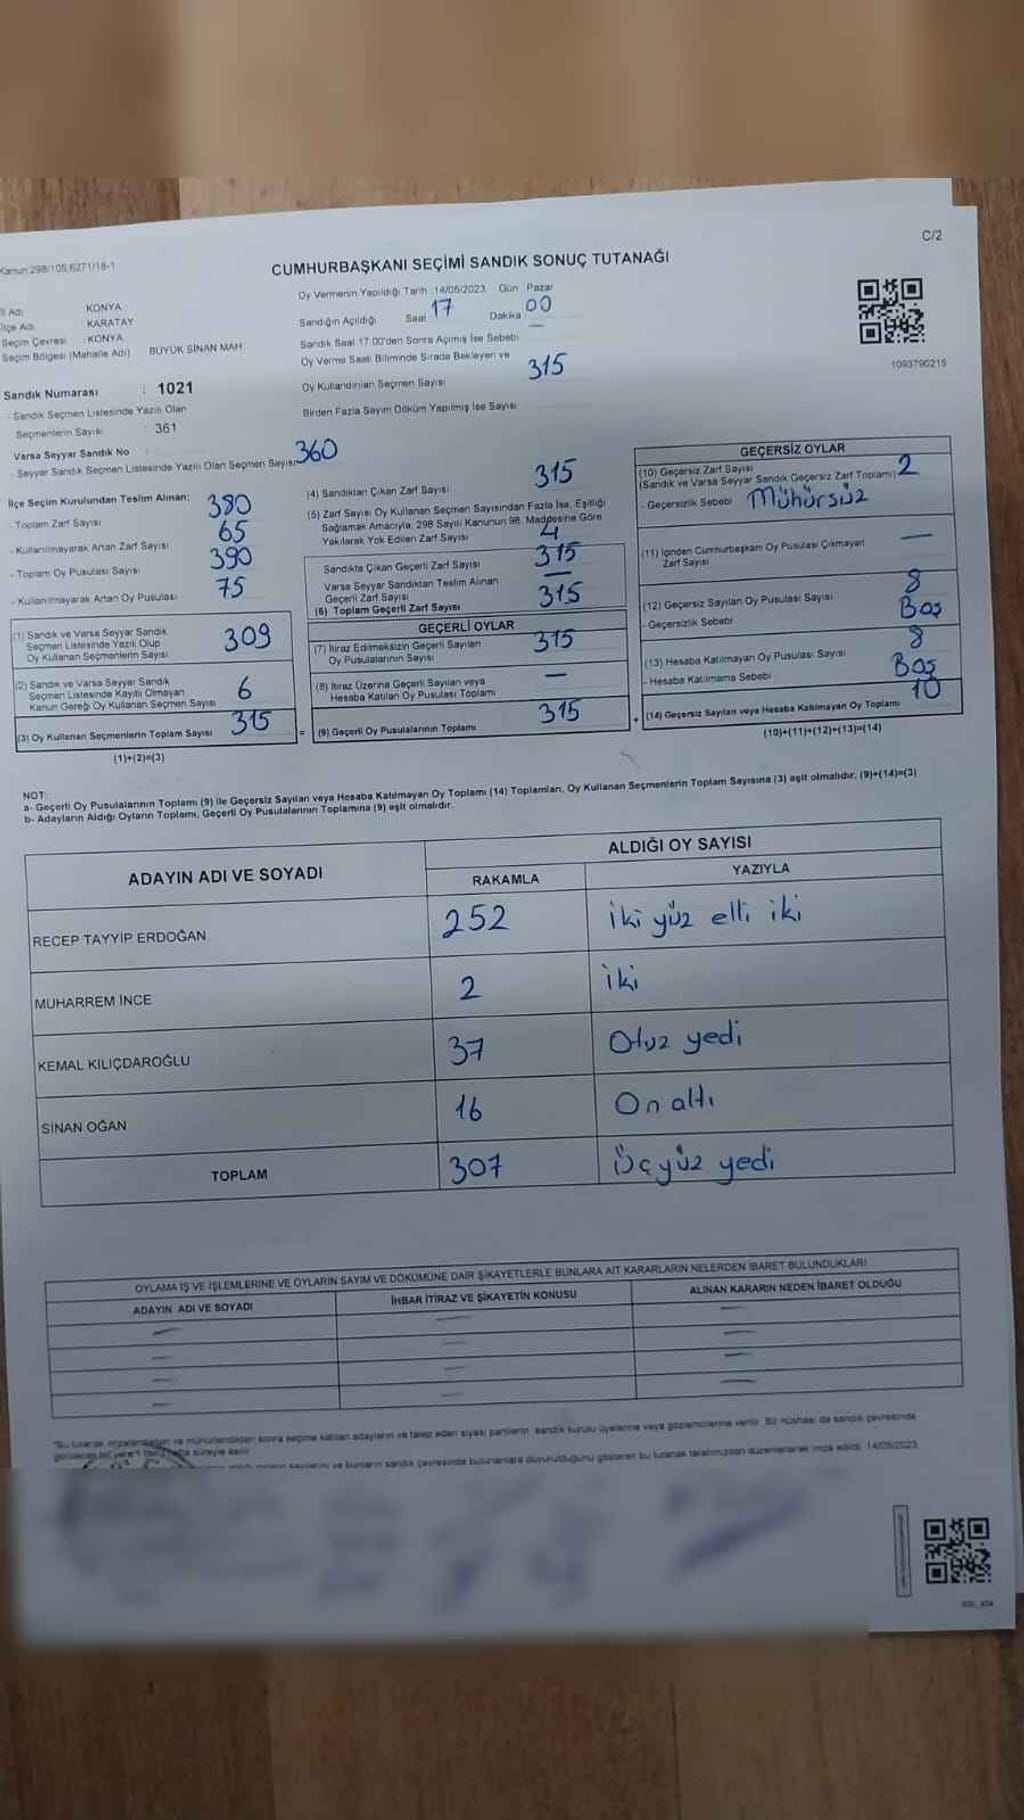 Kanun:298/105,6271/18-1
C/2
CUMHURBAŞKANI SEÇİMİ SANDIK SONUÇ TUTANAĞI
İl Adı KONYA
İlçe Adı KARATAY
Seçim Çevresi :KONYA
Seçim Bölgesi (Mahalle Adı) BÜYÜK SİNAN MAH.
Sandık Numarası : 1021
- Sandık Seçmen Listesinde Yazılı Olan
Seçmenlerin Sayısı : 361
Varsa Seyyar Sandık No :
- Seyyar Sandık Seçmen Listesinde Yazılı Olan Seçmen Sayısı 360
Oy Vermenin Yapıldığı Tarih :14/05/2023 Gün Pazar
Sandığın Açıldığı Saat 17 Dakika 00
Sandık Saat 17.00'den Sonra Açılmış İse Sebebi —
Oy Verme Saati Bitiminde Sırada Bekleyen ve
Oy Kullandırılan Seçmen Sayısı 315
Birden Fazla Sayım Döküm Yapılmış İse Sayısı
1093790215
İlçe Seçim Kurulundan Teslim Alınan;
- Toplam Zarf Sayısı 380
- Kullanılmayarak Artan Zarf Sayısı 65
- Toplam Oy Pusulası Sayısı 390
- Kullanılmayarak Artan Oy Pusulası 75
(1) Sandık ve Varsa Seyyar Sandık
Seçmen Listesinde Yazılı Olup
Oy Kullanan Seçmenlerin Sayısı 309
(2) Sandık ve Varsa Seyyar Sandık
Seçmen Listesinde Kayıtlı Olmayan
Kanun Gereği Oy Kullanan Seçmen Sayısı 6
(3) Oy Kullanan Seçmenlerin Toplam Sayısı 315
(1)+(2)=(3)
(4) Sandıktan Çıkan Zarf Sayısı 315
(5) Zarf Sayısı Oy Kullanan Seçmen Sayısından Fazla İse, Eşitliği
Sağlamak Amacıyla, 298 Sayılı Kanunun 98. Maddesine Göre
Yakılarak Yok Edilen Zarf Sayısı 4
Sandıkta Çıkan Geçerli Zarf Sayısı 315
Varsa Seyyar Sandıktan Teslim Alınan
Geçerli Zarf Sayısı —
(6) Toplam Geçerli Zarf Sayısı 315
GEÇERLİ OYLAR
(7) İtiraz Edilmeksizin Geçerli Sayılan
Oy Pusulalarının Sayısı 315
(8) İtiraz Üzerine Geçerli Sayılan veya
Hesaba Katılan Oy Pusulası Toplamı —
= (9) Geçerli Oy Pusulalarının Toplamı 315 +
GEÇERSİZ OYLAR
(10) Geçersiz Zarf Sayısı
(Sandık ve Varsa Seyyar Sandık Geçersiz Zarf Toplamı) 2
- Geçersizlik Sebebi Mühürsüz
(11) İçinden Cumhurbaşkanı Oy Pusulası Çıkmayan
Zarf Sayısı —
(12) Geçersiz Sayılan Oy Pusulası Sayısı 8
- Geçersizlik Sebebi Boş
(13) Hesaba Katılmayan Oy Pusulası Sayısı 8
- Hesaba Katılmama Sebebi Boş
(14) Geçersiz Sayılan veya Hesaba Katılmayan Oy Toplamı 10
(10)+(11)+(12)+(13)=(14)
NOT:
a- Geçerli Oy Pusulalarının Toplamı (9) ile Geçersiz Sayılan veya Hesaba Katılmayan Oy Toplamı (14) Toplamları, Oy Kullanan Seçmenlerin Toplam Sayısına (3) eşit olmalıdır. (9)+(14)=(3)
b- Adayların Aldığı Oyların Toplamı, Geçerli Oy Pusulalarının Toplamına (9) eşit olmalıdır.
ADAYIN ADI VE SOYADI
ALDIĞI OY SAYISI
RAKAMLA YAZIYLA
RECEP TAYYİP ERDOĞAN 252 iki yüz elli iki
MUHARREM İNCE 2 iki
KEMAL KILIÇDAROĞLU 37 Otuz yedi
SİNAN OĞAN 16 On altı
TOPLAM 307 Üçyüz yedi
OYLAMA İŞ VE İŞLEMLERİNE VE OYLARIN SAYIM VE DÖKÜMÜNE DAİR ŞİKAYETLERLE BUNLARA AİT KARARLARIN NELERDEN İBARET BULUNDUKLARI
ADAYIN ADI VE SOYADI İHBAR İTİRAZ VE ŞİKAYETİN KONUSU ALINAN KARARIN NEDEN İBARET OLDUĞU
— — —
— — —
— — —
— — —
sonra seçime katılan adayların ve talep eden siyasi partilerin sandık kurulu üyelerine veya gözlemcilerine verilir. Bir nüshası da sandık çevresinde
süreyle asılır.
bulunanlara duyurulduğunu gösteren bu tutanak tarafımızdan düzenlenerek imza edildi. 14/05/2023